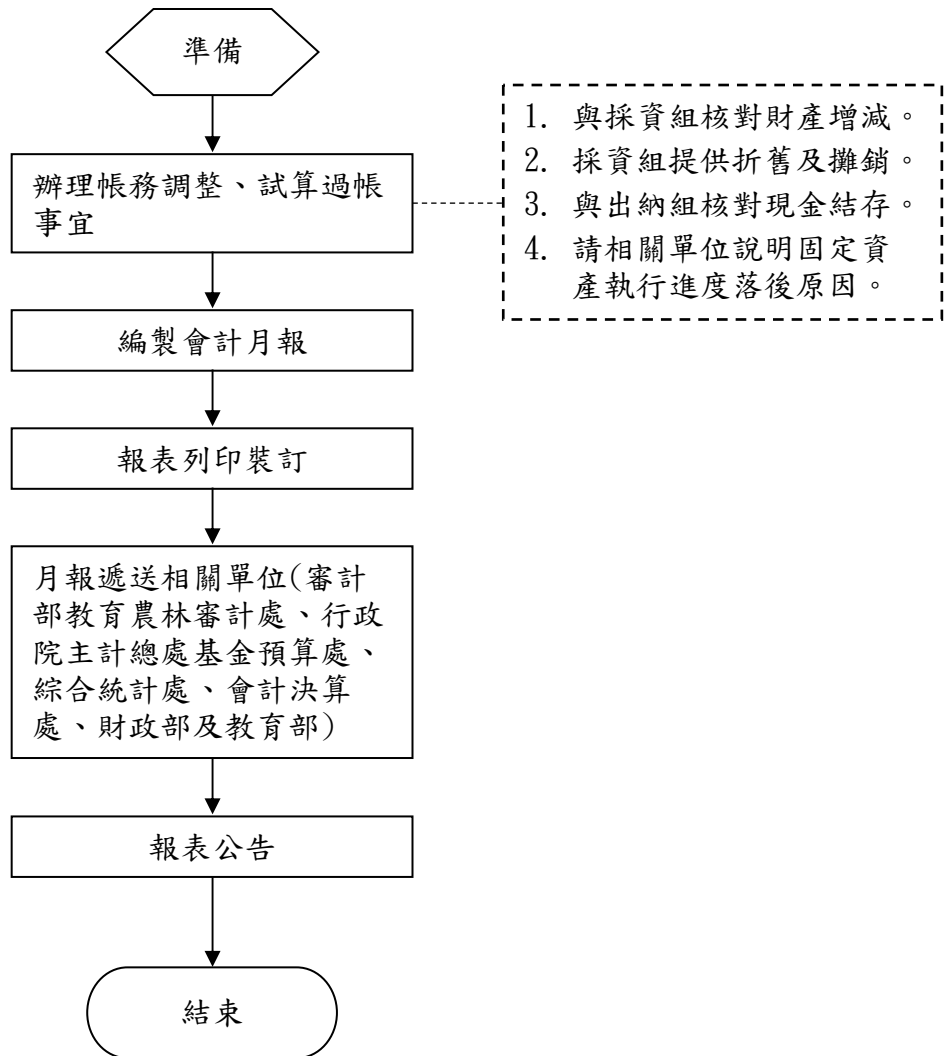 準備
辦理帳務調整、試算過帳
事宜
1. 與採資組核對財產增減。
2. 採資組提供折舊及攤銷。
3. 與出納組核對現金結存。
4. 請相關單位說明固定資
產執行進度落後原因。
編製會計月報
報表列印裝訂
月報遞送相關單位(審計
部教育農林審計處、行政
院主計總處基金預算處、
綜合統計處、會計決算
處、財政部及教育部)
報表公告
結束